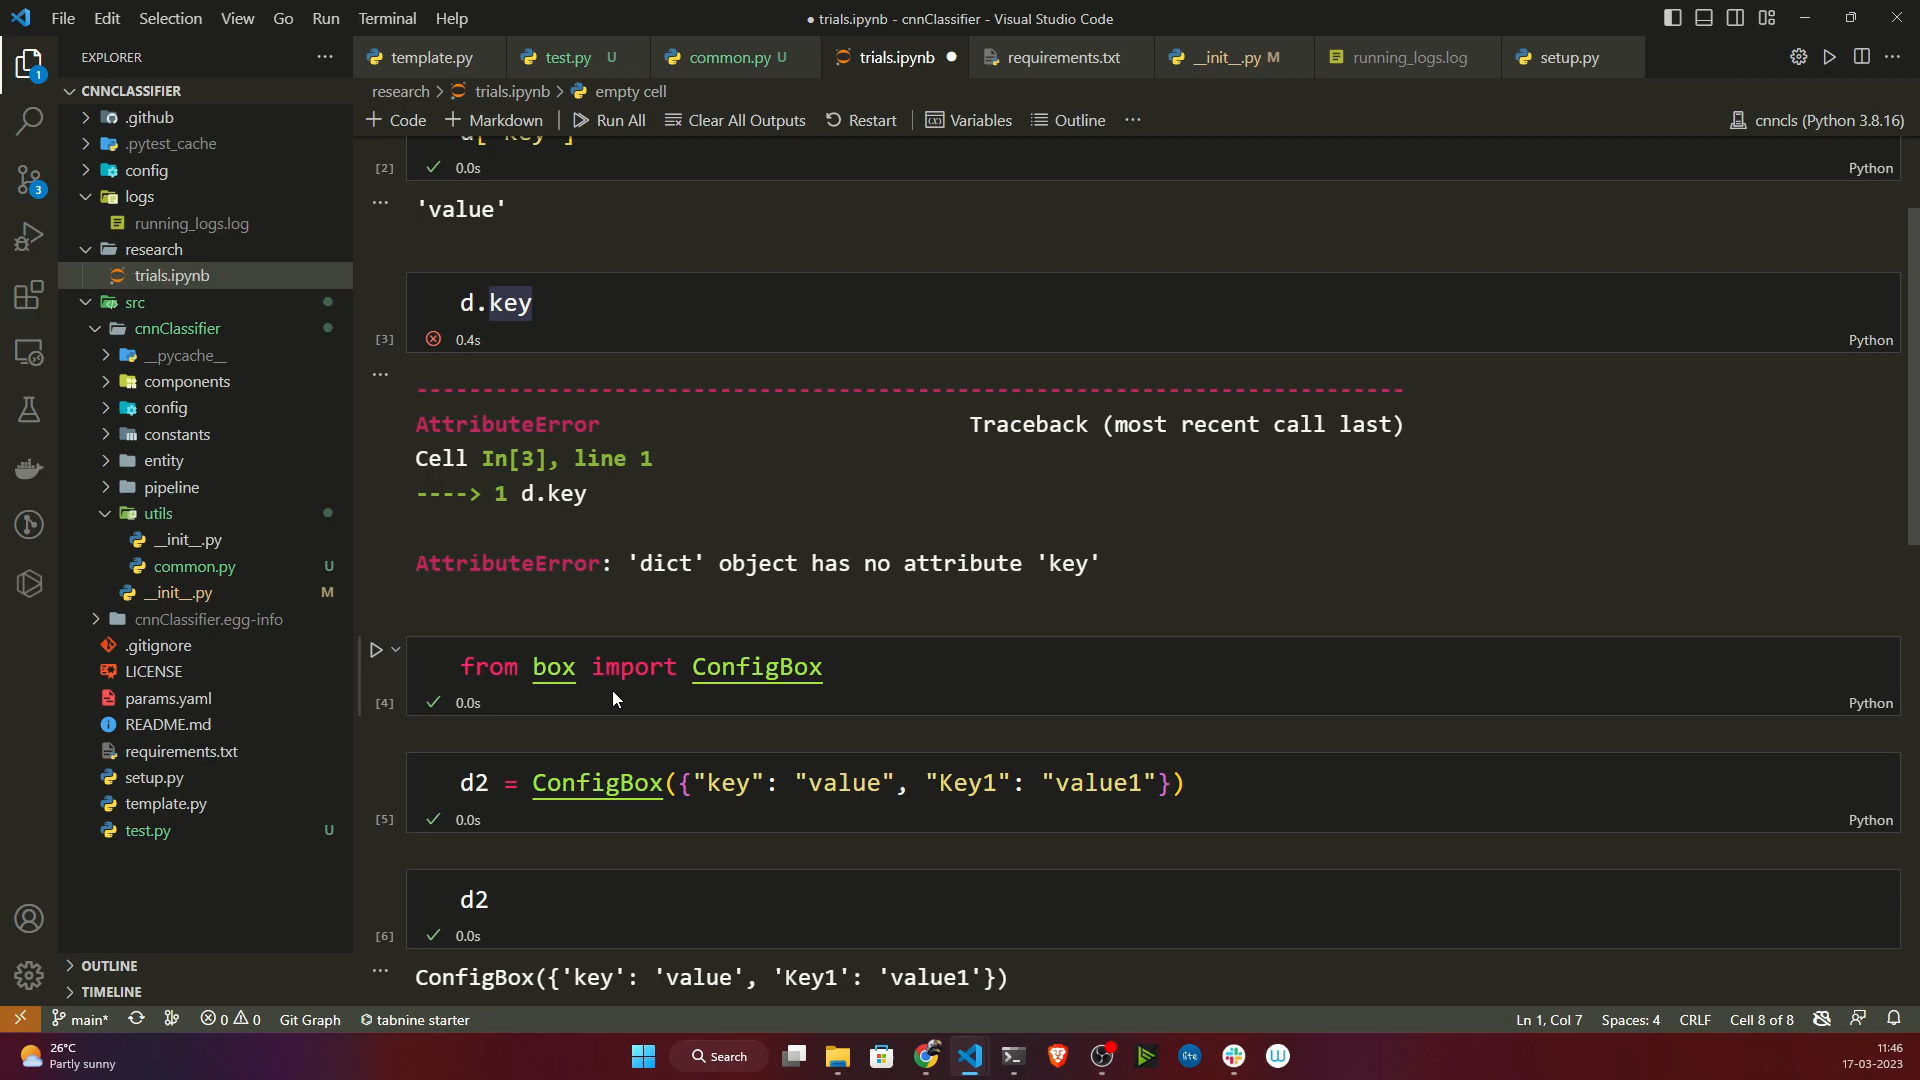 File Edit Selection View Go Run Terminal Help
● trials.ipynb - cnnClassifier - Visual Studio Code
EXPLORER
template.py
test.py U
common.py U
trials.ipynb
requirements.txt
__init__.py M
running_logs.log
setup.py
1
CNNCLASSIFIER
research > trials.ipynb > empty cell
Code
Markdown
Run All
Clear All Outputs
Restart
Variables
Outline
cnncls (Python 3.8.16)
.github
.pytest_cache
config
logs
3
running_logs.log
research
trials.ipynb
src
cnnClassifier
__pycache__
components
config
constants
entity
pipeline
utils
__init__.py
common.py U
__init__.py M
cnnClassifier.egg-info
.gitignore
LICENSE
params.yaml
README.md
requirements.txt
setup.py
template.py
test.py U
OUTLINE
TIMELINE
d["key"]
[2] 0.0s Python
'value'
d.key
[3] 0.4s Python
---------------------------------------------------------------------------
AttributeError Traceback (most recent call last)
Cell In[3], line 1
----> 1 d.key
AttributeError: 'dict' object has no attribute 'key'
from box import ConfigBox
[4] 0.0s Python
d2 = ConfigBox({"key": "value", "Key1": "value1"})
[5] 0.0s Python
d2
[6] 0.0s
ConfigBox({'key': 'value', 'Key1': 'value1'})
main* 0 0 Git Graph tabnine starter
Ln 1, Col 7 Spaces: 4 CRLF Cell 8 of 8
26°C
Partly sunny
Search
lite
11:46
17-03-2023